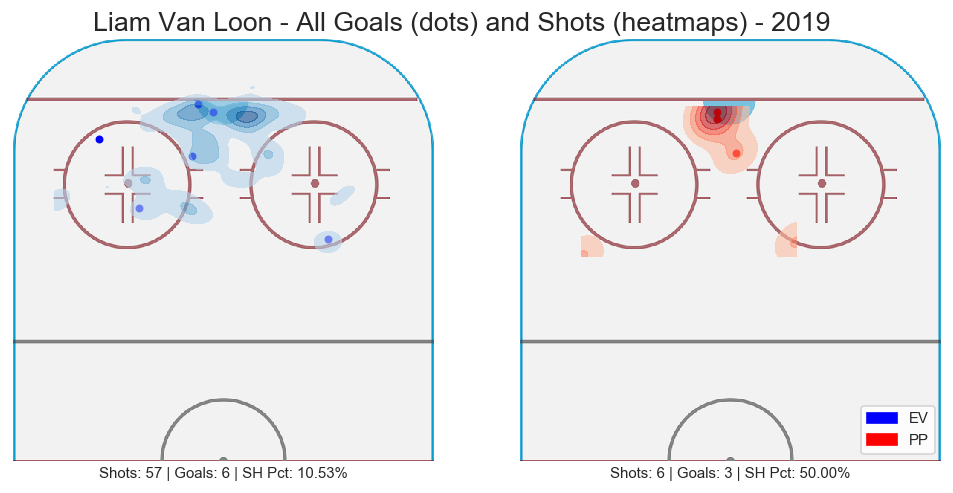 Liam Van Loon - All Goals (dots) and Shots (heatmaps) - 2019
EV
PP
Shots: 57 | Goals: 6 | SH Pct: 10.53%
Shots: 6 | Goals: 3 | SH Pct: 50.00%